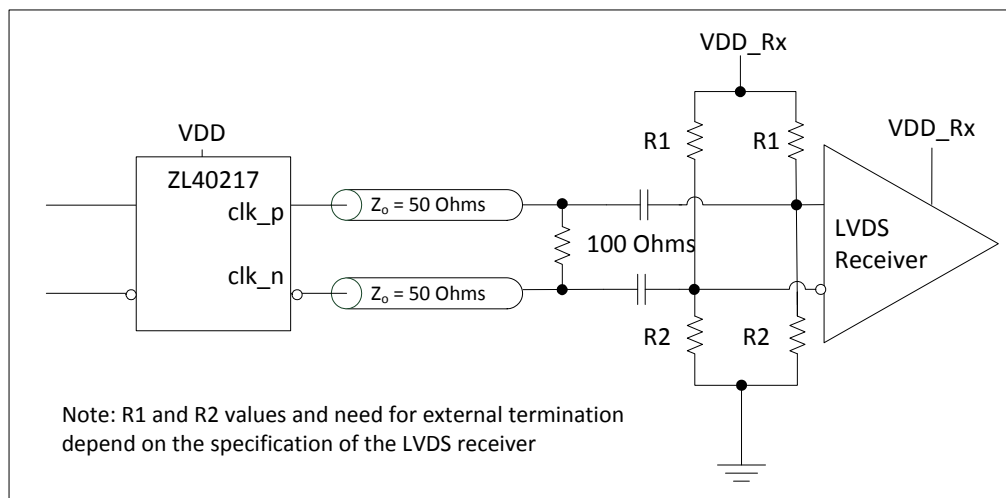 VDD_Rx
VDD
R1
R1
VDD_Rx
ZL40217
clk_p
Zo = 50 Ohms
100 Ohms
LVDS
Receiver
clk_n
Zo = 50 Ohms
R2
R2
Note: R1 and R2 values and need for external termination
depend on the specification of the LVDS receiver